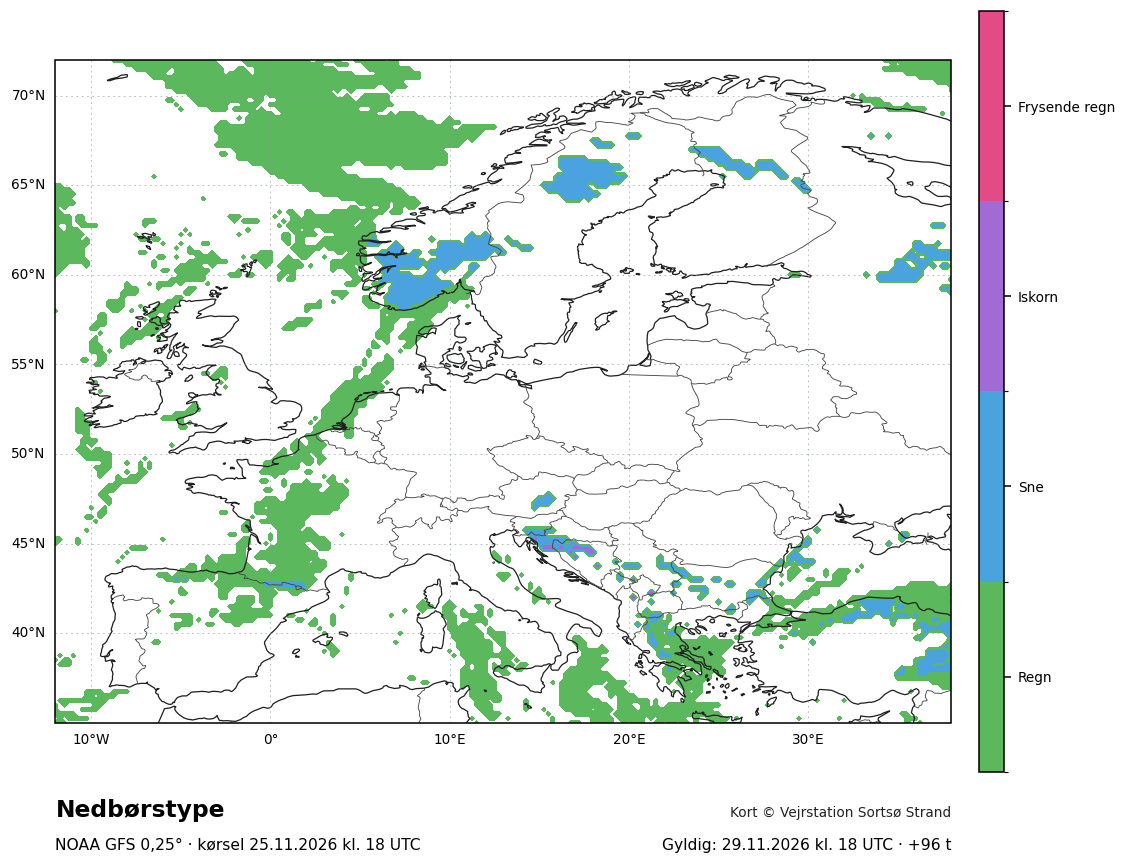 Frysende regn
Iskorn
Sne
Regn
70°N
65°N
60°N
55°N
50°N
45°N
40°N
10°W
0°
10°E
20°E
30°E
Nedbørstype
Kort © Vejrstation Sortsø Strand
NOAA GFS 0,25° · kørsel 25.11.2026 kl. 18 UTC
Gyldig: 29.11.2026 kl. 18 UTC · +96 t